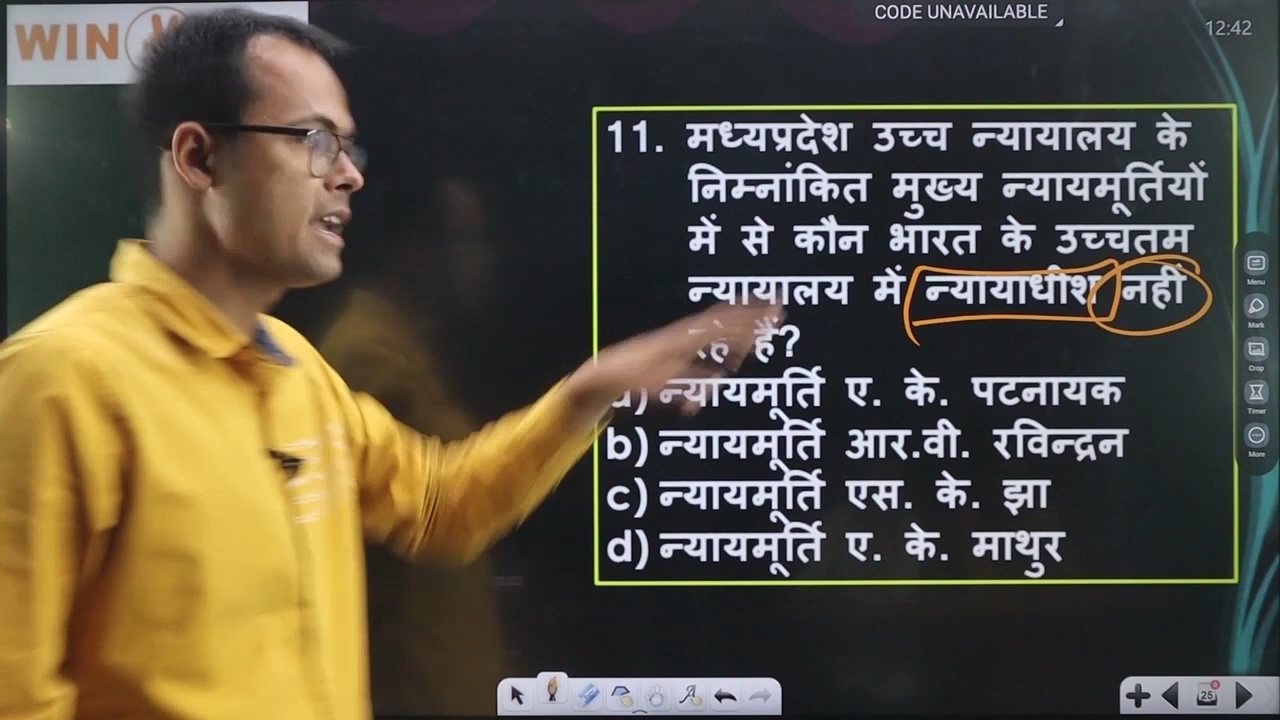 WIN
CODE UNAVAILABLE
12:42
11. मध्यप्रदेश उच्च न्यायालय के
निम्नांकित मुख्य न्यायमूर्तियों
में से कौन भारत के उच्चतम
न्यायालय में न्यायाधीश नहीं
रहे हैं?
a) न्यायमूर्ति ए. के. पटनायक
b) न्यायमूर्ति आर.वी. रविन्द्रन
c) न्यायमूर्ति एस. के. झा
d) न्यायमूर्ति ए. के. माथुर
Menu
Mark
Crop
Timer
More
25